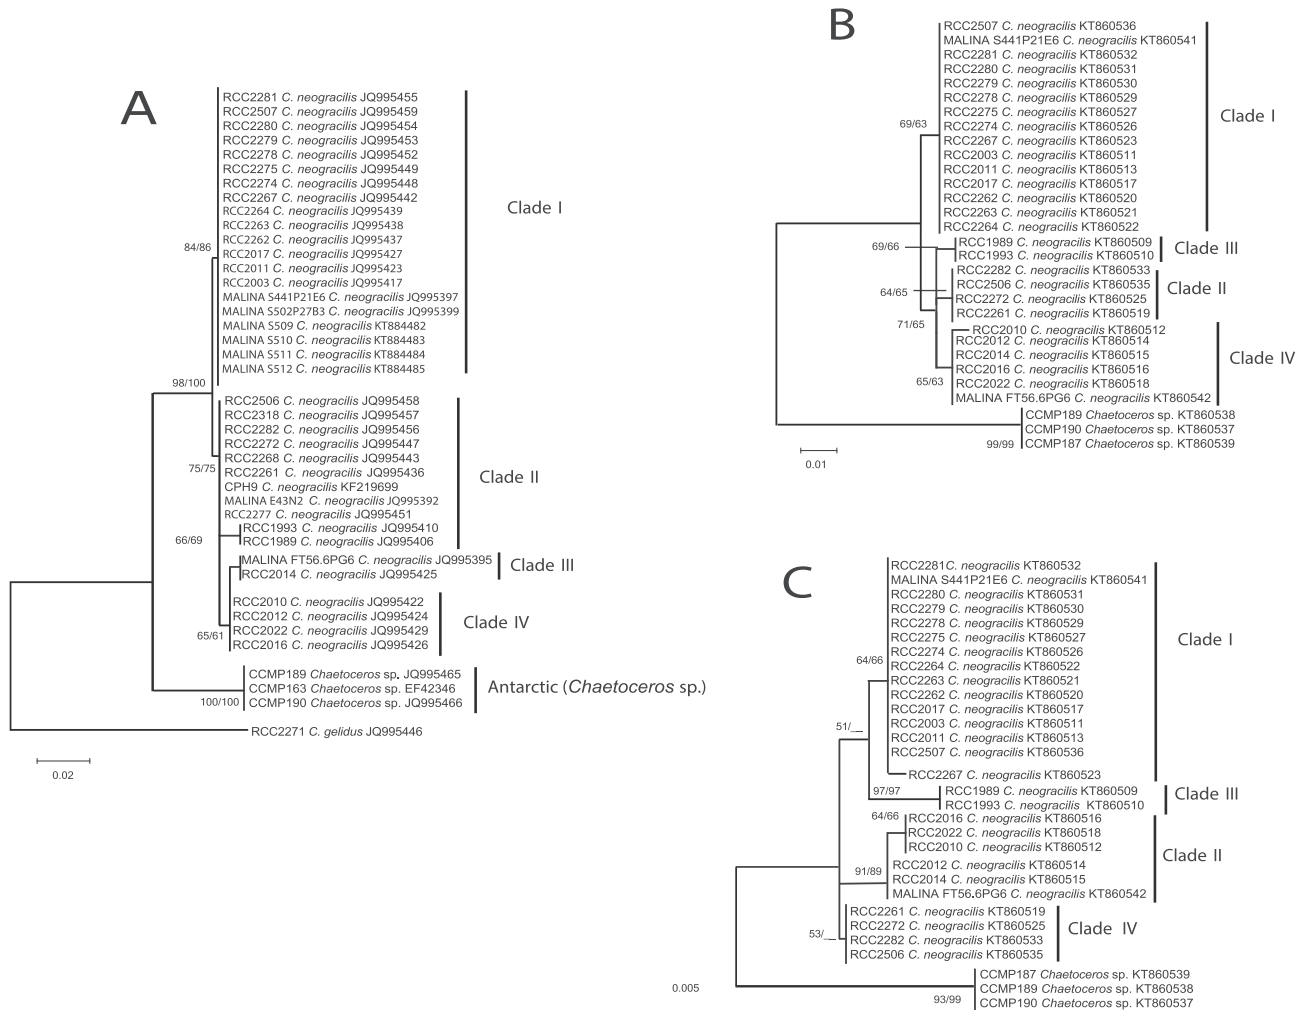 A
RCC2281 C. neogracilis JQ995455
RCC2507 C. neogracilis JQ995459
RCC2280 C. neogracilis JQ995454
RCC2279 C. neogracilis JQ995453
RCC2278 C. neogracilis JQ995452
RCC2275 C. neogracilis JQ995449
RCC2274 C. neogracilis JQ995448
RCC2267 C. neogracilis JQ995442
RCC2264 C. neogracilis JQ995439
RCC2263 C. neogracilis JQ995438
RCC2262 C. neogracilis JQ995437
RCC2017 C. neogracilis JQ995427
RCC2011 C. neogracilis JQ995423
RCC2003 C. neogracilis JQ995417
MALINA S441P21E6 C. neogracilis JQ995397
MALINA S502P27B3 C. neogracilis JQ995399
MALINA S509 C. neogracilis KT884482
MALINA S510 C. neogracilis KT884483
MALINA S511 C. neogracilis KT884484
MALINA S512 C. neogracilis KT884485
Clade I
84/86
98/100
RCC2506 C. neogracilis JQ995458
RCC2318 C. neogracilis JQ995457
RCC2282 C. neogracilis JQ995456
RCC2272 C. neogracilis JQ995447
RCC2268 C. neogracilis JQ995443
RCC2261 C. neogracilis JQ995436
CPH9 C. neogracilis KF219699
MALINA E43N2 C. neogracilis JQ995392
RCC2277 C. neogracilis JQ995451
RCC1993 C. neogracilis JQ995410
RCC1989 C. neogracilis JQ995406
Clade II
75/75
66/69
MALINA FT56.6PG6 C. neogracilis JQ995395
RCC2014 C. neogracilis JQ995425
Clade III
RCC2010 C. neogracilis JQ995422
RCC2012 C. neogracilis JQ995424
RCC2022 C. neogracilis JQ995429
RCC2016 C. neogracilis JQ995426
Clade IV
65/61
CCMP189 Chaetoceros sp. JQ995465
CCMP163 Chaetoceros sp. EF42346
CCMP190 Chaetoceros sp. JQ995466
Antarctic (Chaetoceros sp.)
100/100
RCC2271 C. gelidus JQ995446
0.02
B
RCC2507 C. neogracilis KT860536
MALINA S441P21E6 C. neogracilis KT860541
RCC2281 C. neogracilis KT860532
RCC2280 C. neogracilis KT860531
RCC2279 C. neogracilis KT860530
RCC2278 C. neogracilis KT860529
RCC2275 C. neogracilis KT860527
RCC2274 C. neogracilis KT860526
RCC2267 C. neogracilis KT860523
RCC2003 C. neogracilis KT860511
RCC2011 C. neogracilis KT860513
RCC2017 C. neogracilis KT860517
RCC2262 C. neogracilis KT860520
RCC2263 C. neogracilis KT860521
RCC2264 C. neogracilis KT860522
Clade I
69/63
RCC1989 C. neogracilis KT860509
RCC1993 C. neogracilis KT860510
Clade III
69/66
RCC2282 C. neogracilis KT860533
RCC2506 C. neogracilis KT860535
RCC2272 C. neogracilis KT860525
RCC2261 C. neogracilis KT860519
Clade II
64/65
71/65
RCC2010 C. neogracilis KT860512
RCC2012 C. neogracilis KT860514
RCC2014 C. neogracilis KT860515
RCC2016 C. neogracilis KT860516
RCC2022 C. neogracilis KT860518
MALINA FT56.6PG6 C. neogracilis KT860542
Clade IV
65/63
CCMP189 Chaetoceros sp. KT860538
CCMP190 Chaetoceros sp. KT860537
CCMP187 Chaetoceros sp. KT860539
99/99
0.01
C
RCC2281C. neogracilis KT860532
MALINA S441P21E6 C. neogracilis KT860541
RCC2280 C. neogracilis KT860531
RCC2279 C. neogracilis KT860530
RCC2278 C. neogracilis KT860529
RCC2275 C. neogracilis KT860527
RCC2274 C. neogracilis KT860526
RCC2264 C. neogracilis KT860522
RCC2263 C. neogracilis KT860521
RCC2262 C. neogracilis KT860520
RCC2017 C. neogracilis KT860517
RCC2003 C. neogracilis KT860511
RCC2011 C. neogracilis KT860513
RCC2507 C. neogracilis KT860536
RCC2267 C. neogracilis KT860523
Clade I
64/66
51/__
97/97
RCC1989 C. neogracilis KT860509
RCC1993 C. neogracilis KT860510
Clade III
64/66
RCC2016 C. neogracilis KT860516
RCC2022 C. neogracilis KT860518
RCC2010 C. neogracilis KT860512
RCC2012 C. neogracilis KT860514
RCC2014 C. neogracilis KT860515
MALINA FT56.6PG6 C. neogracilis KT860542
Clade II
91/89
RCC2261 C. neogracilis KT860519
RCC2272 C. neogracilis KT860525
RCC2282 C. neogracilis KT860533
RCC2506 C. neogracilis KT860535
Clade IV
53/__
CCMP187 Chaetoceros sp. KT860539
CCMP189 Chaetoceros sp. KT860538
CCMP190 Chaetoceros sp. KT860537
93/99
0.005